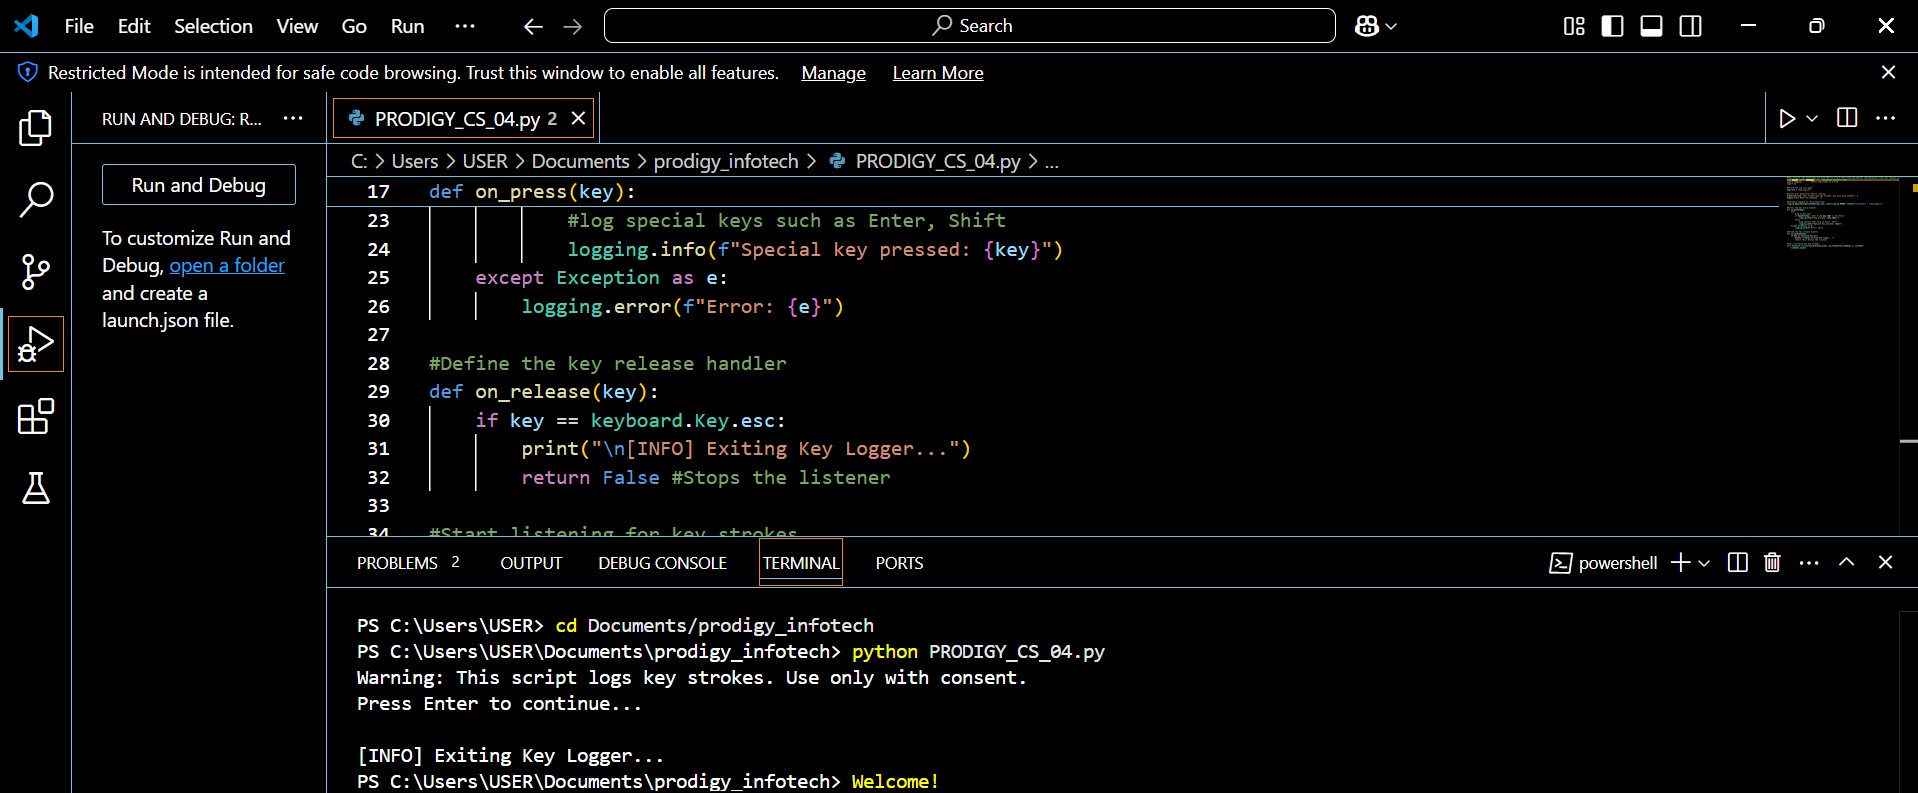 File Edit Selection View Go Run ··· Search
Restricted Mode is intended for safe code browsing. Trust this window to enable all features. Manage Learn More
RUN AND DEBUG: R... ···
PRODIGY_CS_04.py 2
C: > Users > USER > Documents > prodigy_infotech > PRODIGY_CS_04.py > ...
Run and Debug
To customize Run and
Debug, open a folder
and create a
launch.json file.
17 def on_press(key):
23 #log special keys such as Enter, Shift
24 logging.info(f"Special key pressed: {key}")
25 except Exception as e:
26 logging.error(f"Error: {e}")
27
28 #Define the key release handler
29 def on_release(key):
30 if key == keyboard.Key.esc:
31 print("\n[INFO] Exiting Key Logger...")
32 return False #Stops the listener
33
34 #Start listening for key strokes
PROBLEMS 2 OUTPUT DEBUG CONSOLE TERMINAL PORTS powershell
PS C:\Users\USER> cd Documents/prodigy_infotech
PS C:\Users\USER\Documents\prodigy_infotech> python PRODIGY_CS_04.py
Warning: This script logs key strokes. Use only with consent.
Press Enter to continue...
[INFO] Exiting Key Logger...
PS C:\Users\USER\Documents\prodigy_infotech> Welcome!